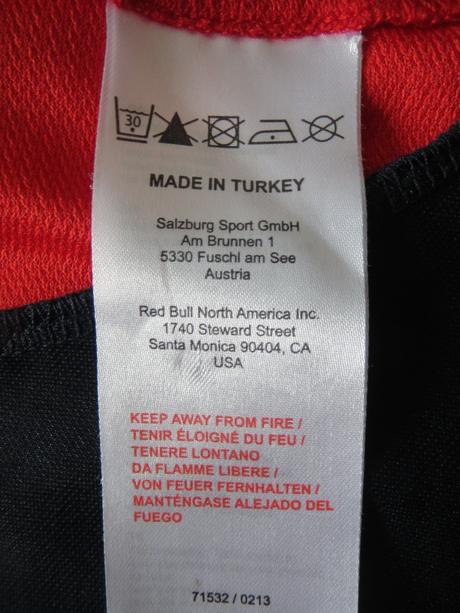 30
MADE IN TURKEY
Salzburg Sport GmbH
Am Brunnen 1
5330 Fuschl am See
Austria
Red Bull North America Inc.
1740 Steward Street
Santa Monica 90404, CA
USA
KEEP AWAY FROM FIRE /
TENIR ÉLOIGNÉ DU FEU /
TENERE LONTANO
DA FLAMME LIBERE /
VON FEUER FERNHALTEN /
MANTÉNGASE ALEJADO DEL
FUEGO
71532 / 0213